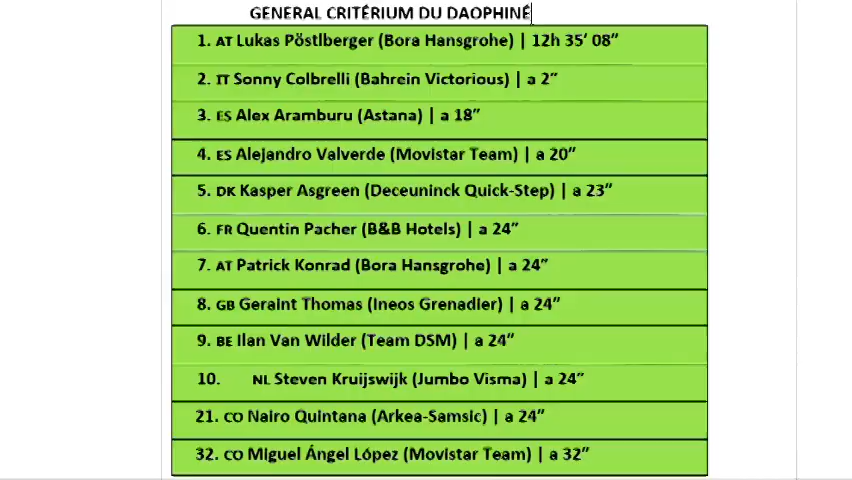 GENERAL CRITÉRIUM DU DAOPHINÉ
1. AT Lukas Pöstlberger (Bora Hansgrohe) | 12h 35' 08”
2. IT Sonny Colbrelli (Bahrein Victorious) | a 2”
3. ES Alex Aramburu (Astana) | a 18”
4. ES Alejandro Valverde (Movistar Team) | a 20”
5. DK Kasper Asgreen (Deceuninck Quick-Step) | a 23”
6. FR Quentin Pacher (B&B Hotels) | a 24”
7. AT Patrick Konrad (Bora Hansgrohe) | a 24”
8. GB Geraint Thomas (Ineos Grenadier) | a 24”
9. BE Ilan Van Wilder (Team DSM) | a 24”
10. NL Steven Kruijswijk (Jumbo Visma) | a 24”
21. CO Nairo Quintana (Arkea-Samsic) | a 24”
32. CO Miguel Ángel López (Movistar Team) | a 32”